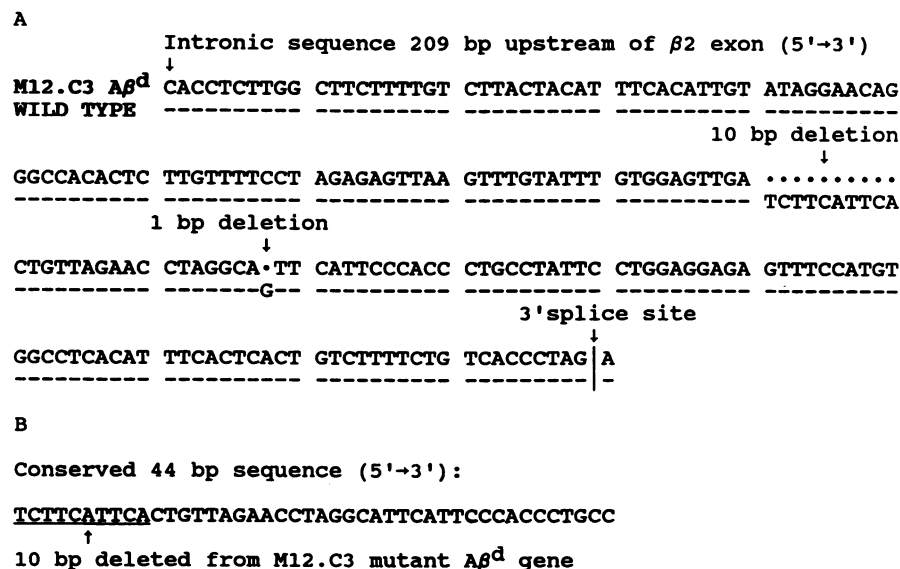 A
Intronic sequence 209 bp upstream of β2 exon (5'→3')
↓
M12.C3 Aβd CACCTCTTGG CTTCTTTTGT CTTACTACAT TTCACATTGT ATAGGAACAG
WILD TYPE ---------- ---------- ---------- ---------- ----------
10 bp deletion
↓
GGCCACACTC TTGTTTTCCT AGAGAGTTAA GTTTGTATTT GTGGAGTTGA ··········
---------- ---------- ---------- ---------- ---------- TCTTCATTCA
1 bp deletion
↓
CTGTTAGAAC CTAGGCA·TT CATTCCCACC CTGCCTATTC CTGGAGGAGA GTTTCCATGT
---------- -------G-- ---------- ---------- ---------- ----------
3'splice site
↓
GGCCTCACAT TTCACTCACT GTCTTTTCTG TCACCCTAG|A
---------- ---------- ---------- ---------|-
B
Conserved 44 bp sequence (5'→3'):
TCTTCATTCACTGTTAGAACCTAGGCATTCATTCCCACCCTGCC
↑
10 bp deleted from M12.C3 mutant Aβd gene